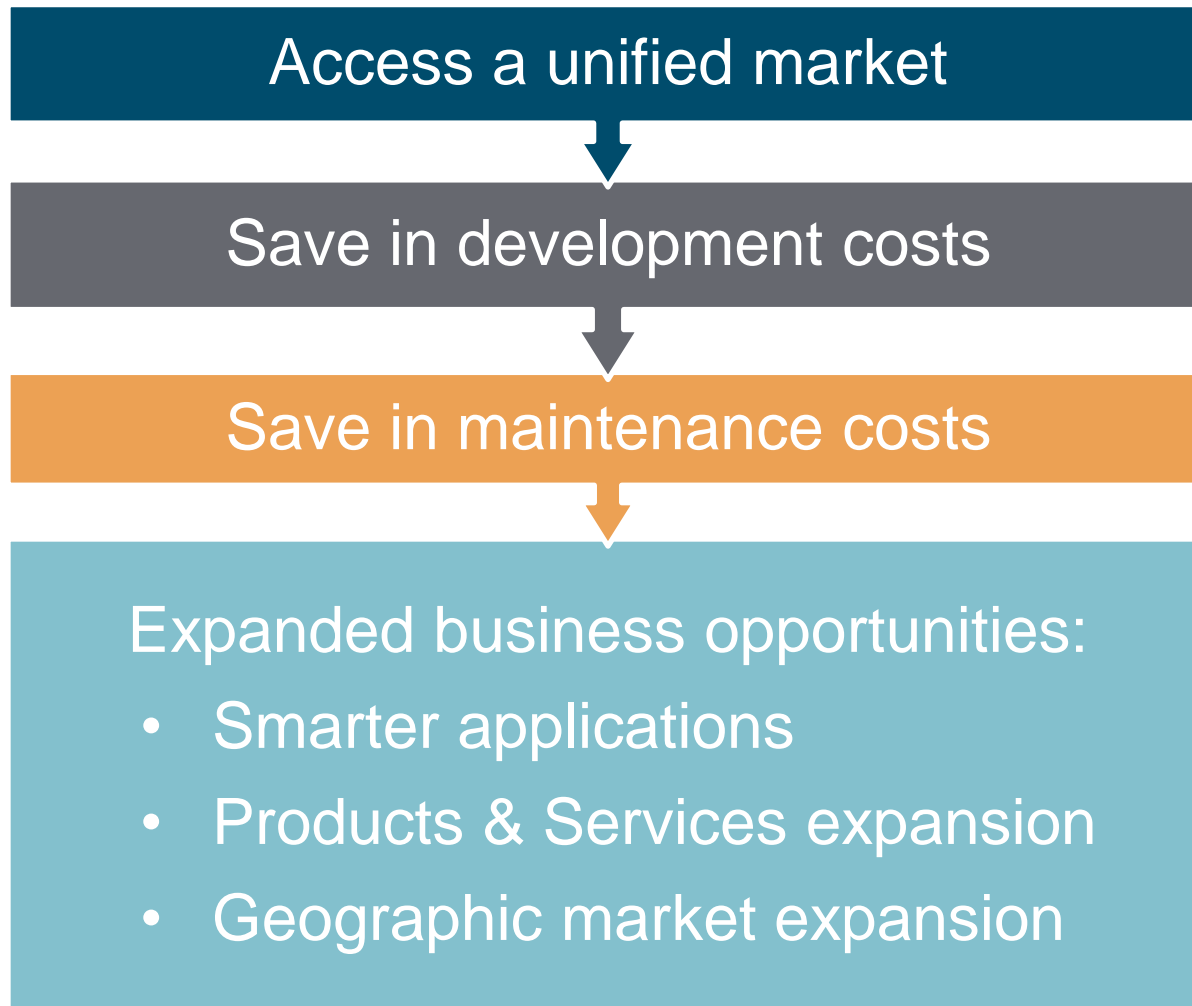 Access a unified market
Save in development costs
Save in maintenance costs
Expanded business opportunities:
• Smarter applications
• Products & Services expansion
• Geographic market expansion